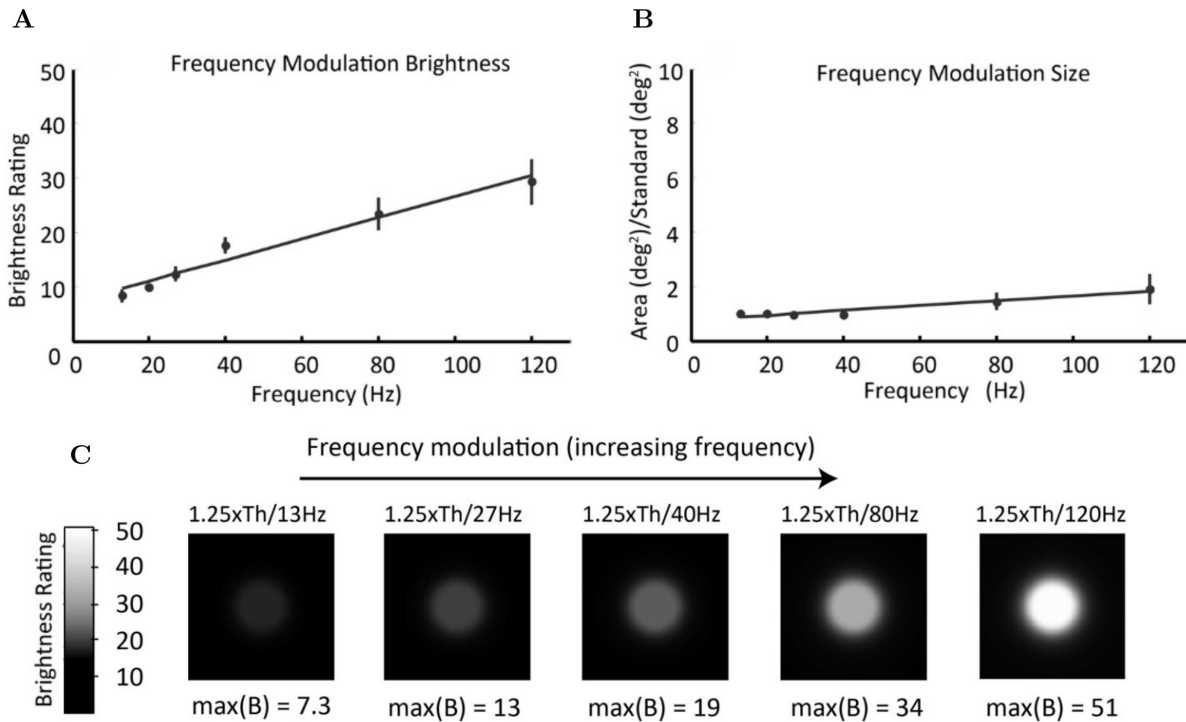 A
Frequency Modulation Brightness
Brightness Rating
50
40
30
20
10
0
0 20 40 60 80 100 120
Frequency (Hz)
B
Frequency Modulation Size
Area (deg²)/Standard (deg²)
10
8
6
4
2
0
0 20 40 60 80 100 120
Frequency (Hz)
C
Frequency modulation (increasing frequency)
Brightness Rating
50
40
30
20
10
1.25xTh/13Hz 1.25xTh/27Hz 1.25xTh/40Hz 1.25xTh/80Hz 1.25xTh/120Hz
max(B) = 7.3 max(B) = 13 max(B) = 19 max(B) = 34 max(B) = 51